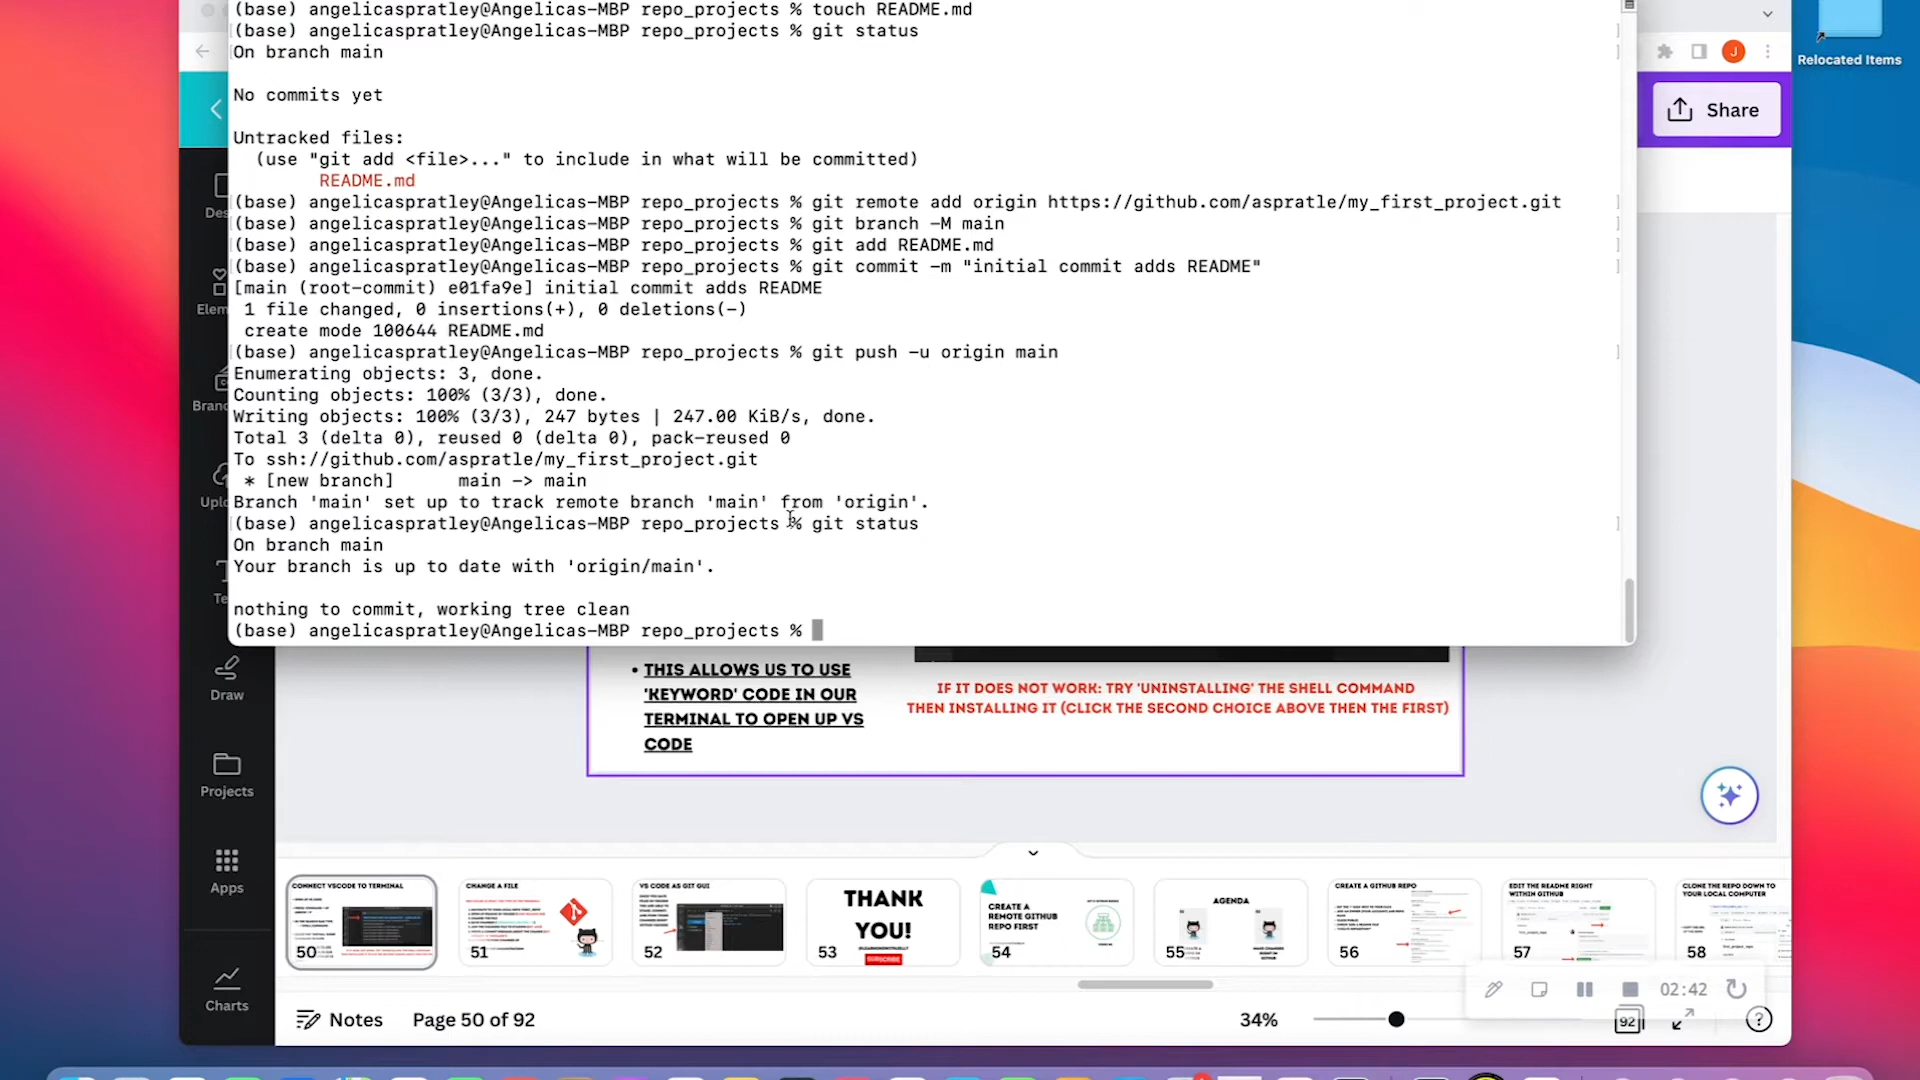 (base) angelicaspratley@Angelicas-MBP repo_projects % touch README.md
(base) angelicaspratley@Angelicas-MBP repo_projects % git status
On branch main
No commits yet
Untracked files:
(use "git add <file>..." to include in what will be committed)
README.md
(base) angelicaspratley@Angelicas-MBP repo_projects % git remote add origin https://github.com/aspratle/my_first_project.git
(base) angelicaspratley@Angelicas-MBP repo_projects % git branch -M main
(base) angelicaspratley@Angelicas-MBP repo_projects % git add README.md
(base) angelicaspratley@Angelicas-MBP repo_projects % git commit -m "initial commit adds README"
[main (root-commit) e01fa9e] initial commit adds README
1 file changed, 0 insertions(+), 0 deletions(-)
create mode 100644 README.md
(base) angelicaspratley@Angelicas-MBP repo_projects % git push -u origin main
Enumerating objects: 3, done.
Counting objects: 100% (3/3), done.
Writing objects: 100% (3/3), 247 bytes | 247.00 KiB/s, done.
Total 3 (delta 0), reused 0 (delta 0), pack-reused 0
To ssh://github.com/aspratle/my_first_project.git
* [new branch]      main -> main
Branch 'main' set up to track remote branch 'main' from 'origin'.
(base) angelicaspratley@Angelicas-MBP repo_projects % git status
On branch main
Your branch is up to date with 'origin/main'.
nothing to commit, working tree clean
(base) angelicaspratley@Angelicas-MBP repo_projects %
J
Share
Relocated Items
Draw
Projects
Apps
Charts
• THIS ALLOWS US TO USE
'KEYWORD' CODE IN OUR
TERMINAL TO OPEN UP VS
CODE
IF IT DOES NOT WORK: TRY 'UNINSTALLING' THE SHELL COMMAND
THEN INSTALLING IT (CLICK THE SECOND CHOICE ABOVE THEN THE FIRST)
CONNECT VSCODE TO TERMINAL
50
CHANGE A FILE
51
VS CODE AS GIT GUI
52
THANK
YOU!
SUBSCRIBE
53
CREATE A
REMOTE GITHUB
REPO FIRST
54
AGENDA
55
CREATE A GITHUB REPO
56
EDIT THE README RIGHT
WITHIN GITHUB
57
CLONE THE REPO DOWN TO
YOUR LOCAL COMPUTER
58
02:42
Notes
Page 50 of 92
34%
92
?